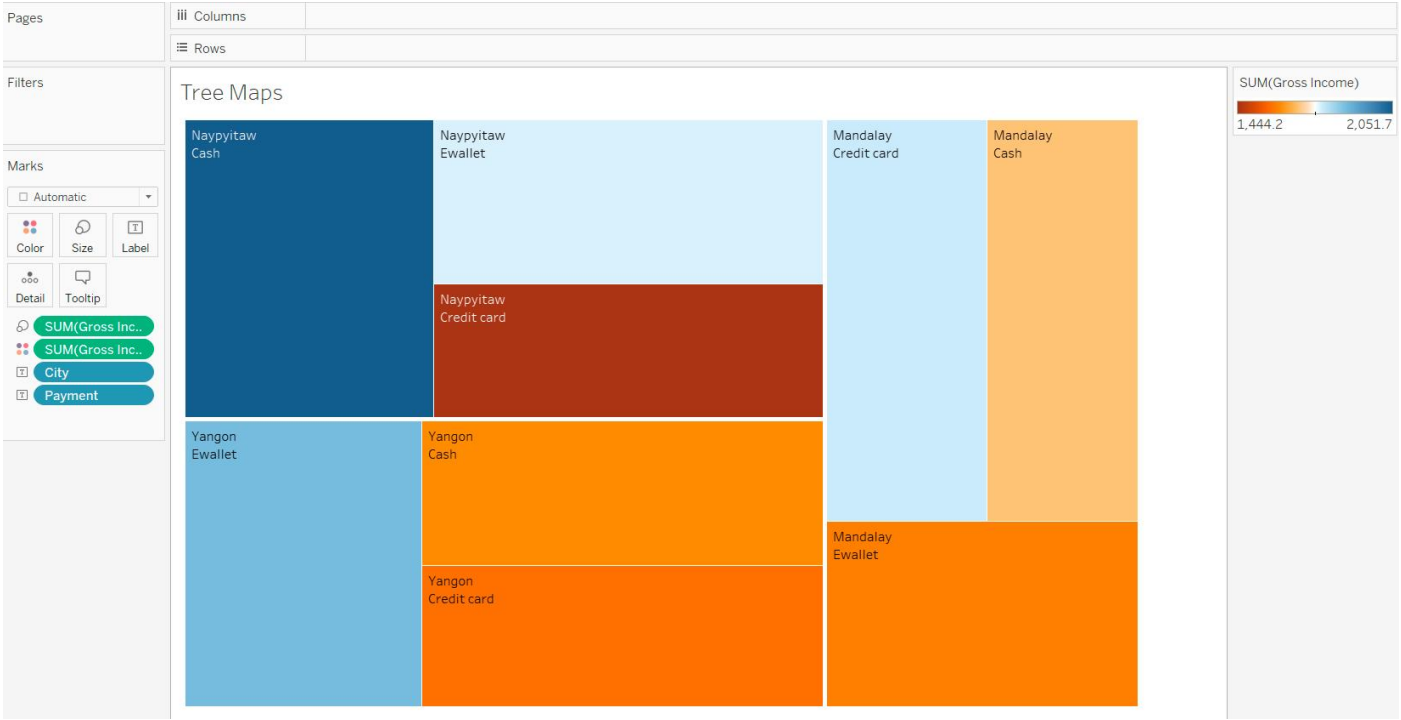 Pages
Columns
Rows
Filters
Marks
Automatic
Color
Size
Label
Detail
Tooltip
SUM(Gross Inc..
SUM(Gross Inc..
City
Payment
Tree Maps
Naypyitaw
Cash
Naypyitaw
Ewallet
Naypyitaw
Credit card
Yangon
Ewallet
Yangon
Cash
Yangon
Credit card
Mandalay
Credit card
Mandalay
Cash
Mandalay
Ewallet
SUM(Gross Income)
1,444.2 2,051.7